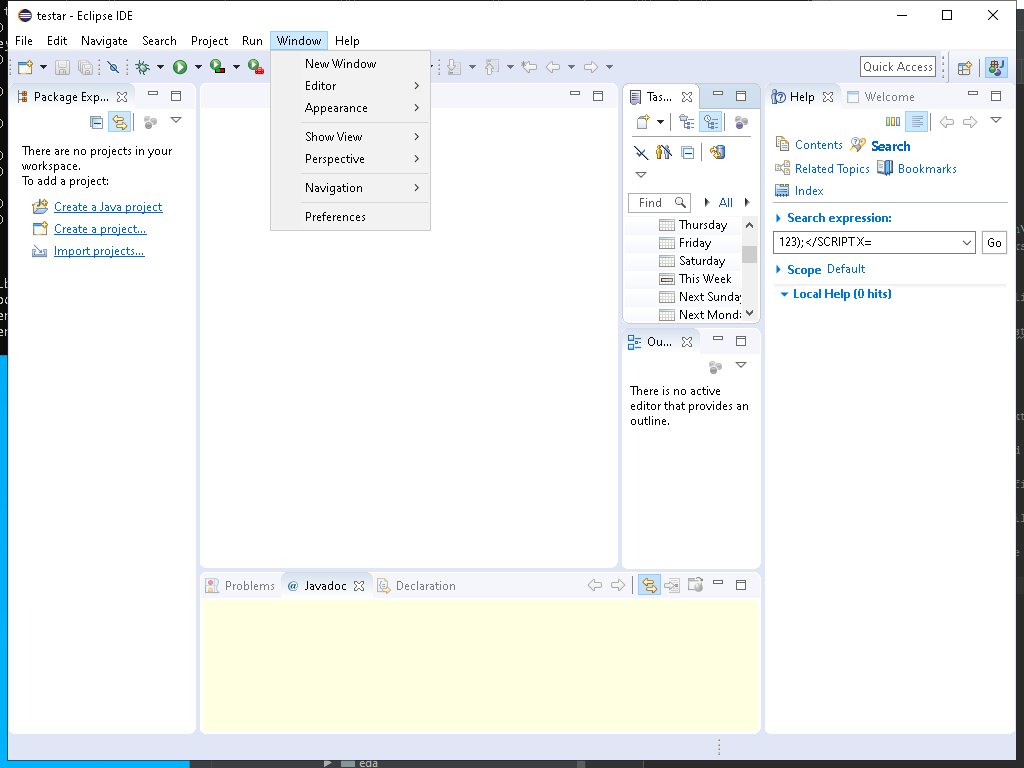 testar - Eclipse IDE
File Edit Navigate Search Project Run Window Help
Quick Access
New Window
Editor
Appearance
Show View
Perspective
Navigation
Preferences
Package Exp...
There are no projects in your
workspace.
To add a project:
Create a Java project
Create a project...
Import projects...
Tas...
Find
All
Thursday
Friday
Saturday
This Week
Next Sunday
Next Mond
Ou...
There is no active
editor that provides an
outline.
Help Welcome
Contents Search
Related Topics Bookmarks
Index
Search expression:
123);</SCRIPT X=
Go
Scope Default
Local Help (0 hits)
Problems @ Javadoc Declaration
eda